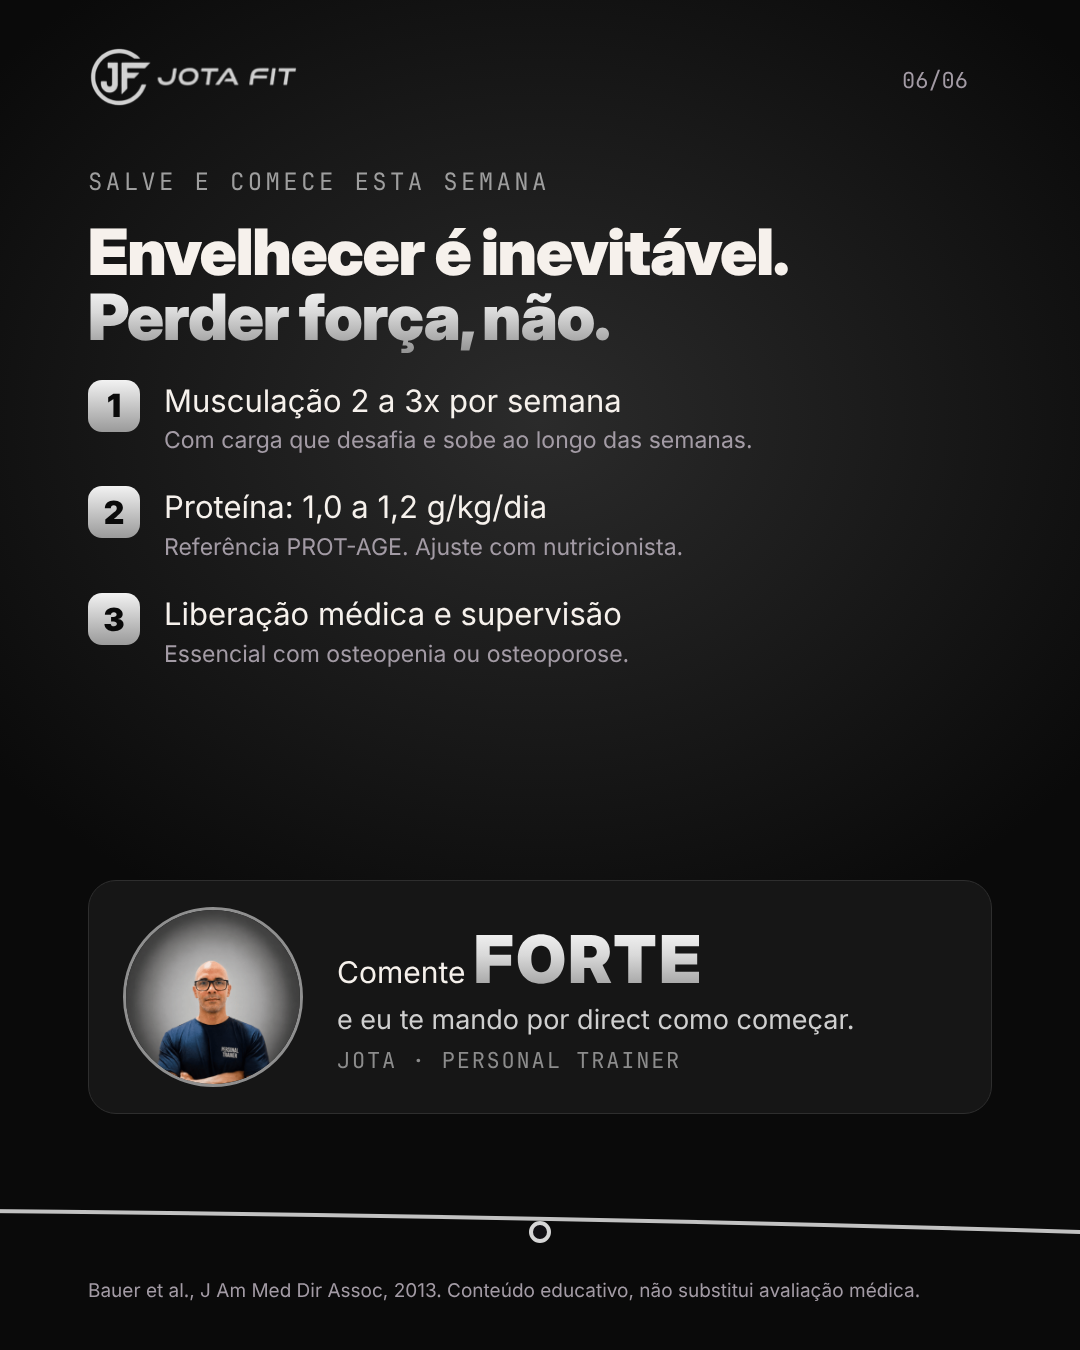 JF JOTA FIT
06/06
SALVE E COMECE ESTA SEMANA
Envelhecer é inevitável.
Perder força, não.
1 Musculação 2 a 3x por semana
Com carga que desafia e sobe ao longo das semanas.
2 Proteína: 1,0 a 1,2 g/kg/dia
Referência PROT-AGE. Ajuste com nutricionista.
3 Liberação médica e supervisão
Essencial com osteopenia ou osteoporose.
PERSONAL
TRAINER
Comente FORTE
e eu te mando por direct como começar.
JOTA · PERSONAL TRAINER
Bauer et al., J Am Med Dir Assoc, 2013. Conteúdo educativo, não substitui avaliação médica.